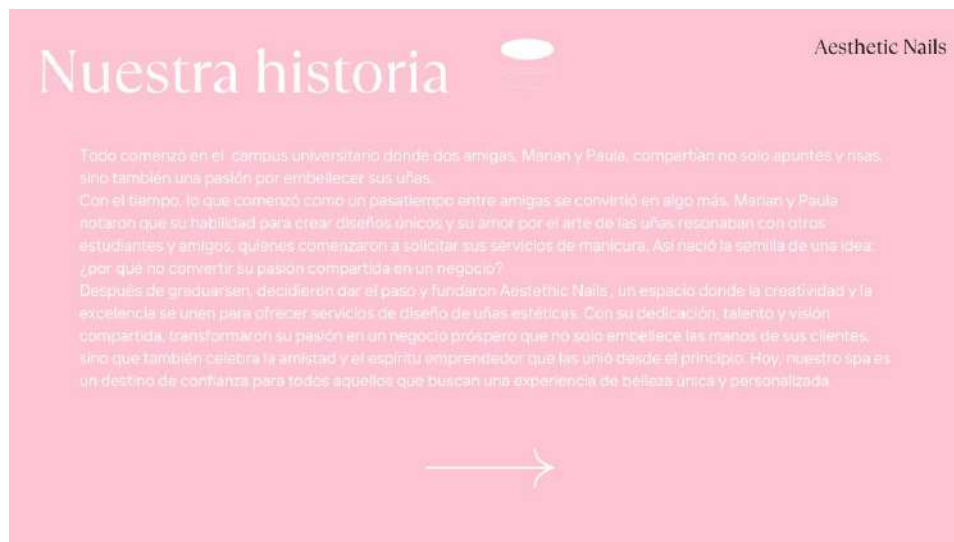 Nuestra historia
Aesthetic Nails
Todo comenzó en el campus universitario donde dos amigas, Marian y Paula, compartían no solo apuntes y risas,
sino también una pasión por embellecer sus uñas.
Con el tiempo, lo que comenzó como un pasatiempo entre amigas se convirtió en algo más. Marian y Paula
notaron que su habilidad para crear diseños únicos y su amor por el arte de las uñas resonaban con otros
estudiantes y amigos, quienes comenzaron a solicitar sus servicios de manicura. Así nació la semilla de una idea:
¿por qué no convertir su pasión compartida en un negocio?
Después de graduarsen, decidieron dar el paso y fundaron Aestethic Nails , un espacio donde la creatividad y la
excelencia se unen para ofrecer servicios de diseño de uñas estéticas. Con su dedicación, talento y visión
compartida, transformaron su pasión en un negocio próspero que no solo embellece las manos de sus clientes,
sino que también celebra la amistad y el espíritu emprendedor que las unió desde el principio. Hoy, nuestro spa es
un destino de confianza para todos aquellos que buscan una experiencia de belleza única y personalizada